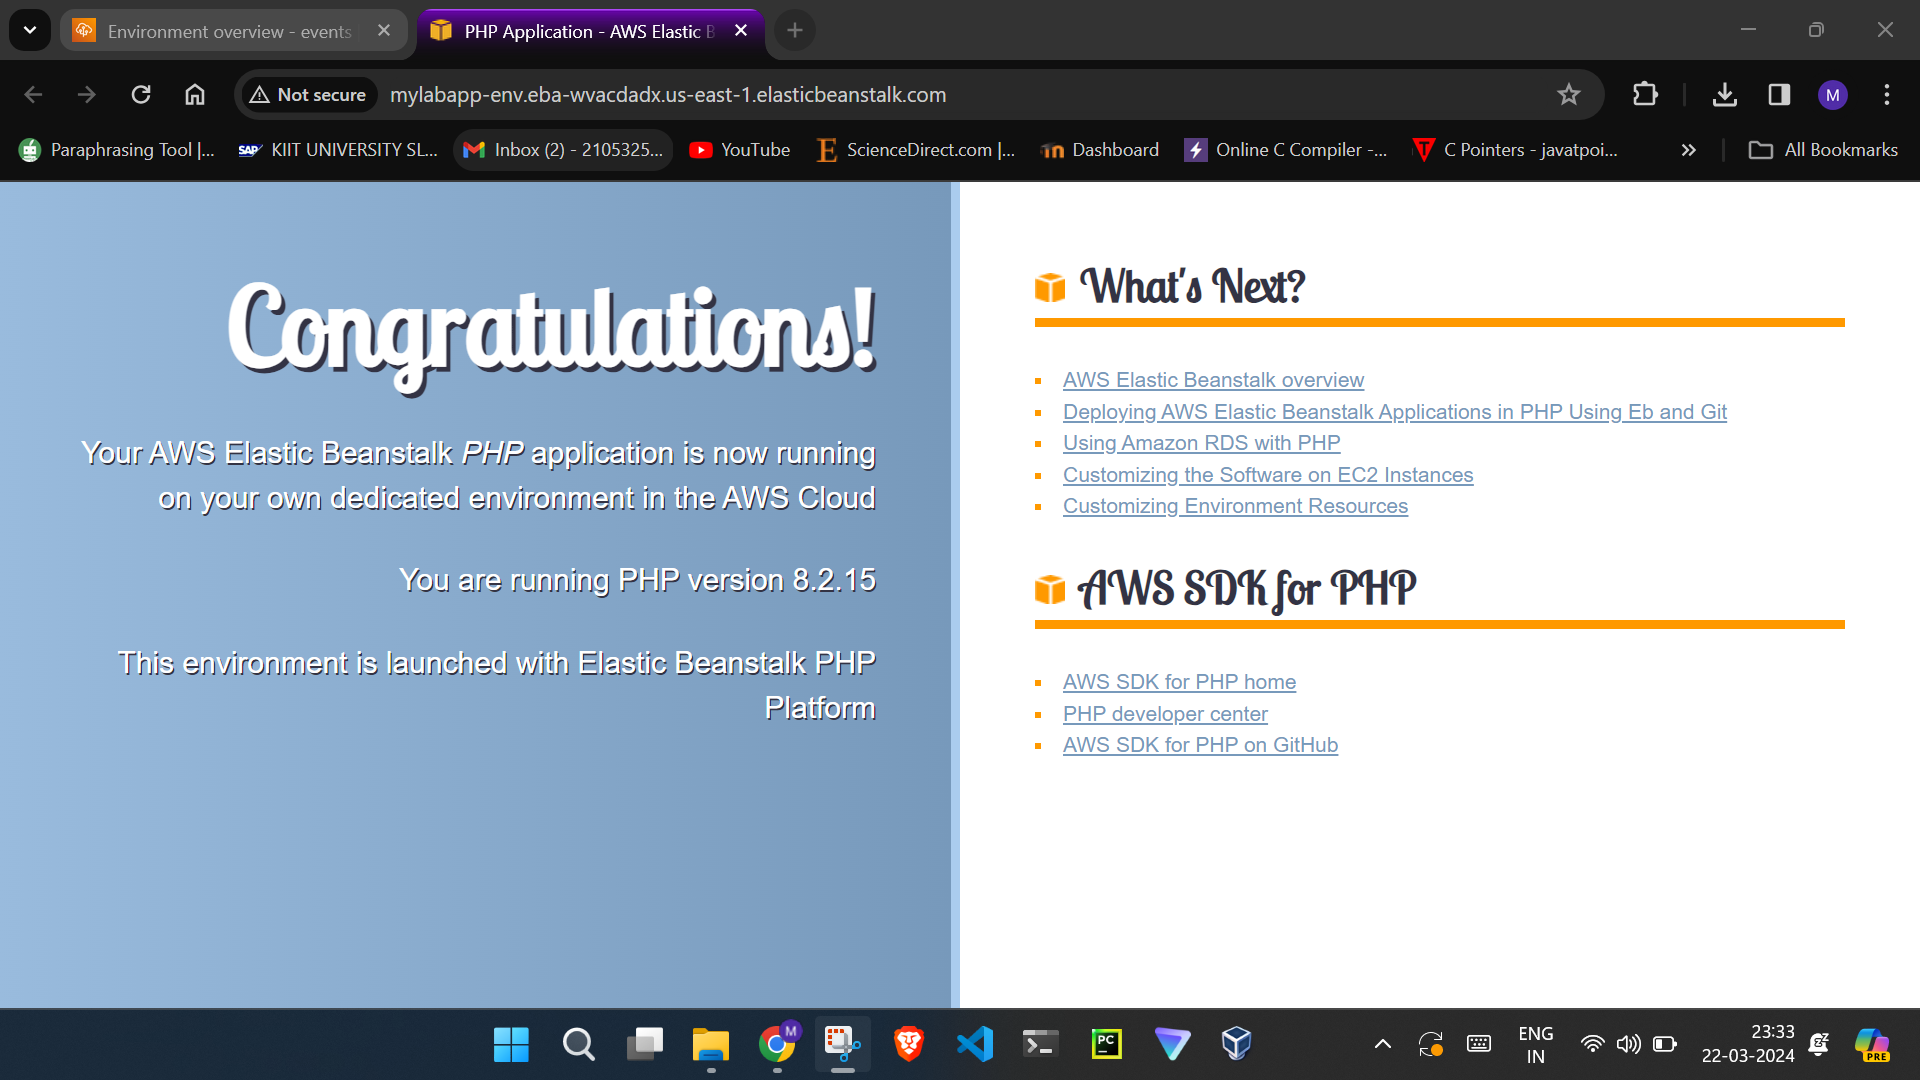 Environment overview - events
PHP Application - AWS Elastic B
Not secure
mylabapp-env.eba-wvacdadx.us-east-1.elasticbeanstalk.com
M
Paraphrasing Tool |...
SAP
KIIT UNIVERSITY SL...
Inbox (2) - 2105325...
YouTube
ScienceDirect.com |...
Dashboard
Online C Compiler -...
C Pointers - javatpoi...
All Bookmarks
Congratulations!
Your AWS Elastic Beanstalk PHP application is now running
on your own dedicated environment in the AWS Cloud
You are running PHP version 8.2.15
This environment is launched with Elastic Beanstalk PHP
Platform
What's Next?
AWS Elastic Beanstalk overview
Deploying AWS Elastic Beanstalk Applications in PHP Using Eb and Git
Using Amazon RDS with PHP
Customizing the Software on EC2 Instances
Customizing Environment Resources
AWS SDK for PHP
AWS SDK for PHP home
PHP developer center
AWS SDK for PHP on GitHub
M
PC
ENG
IN
23:33
22-03-2024
PRE